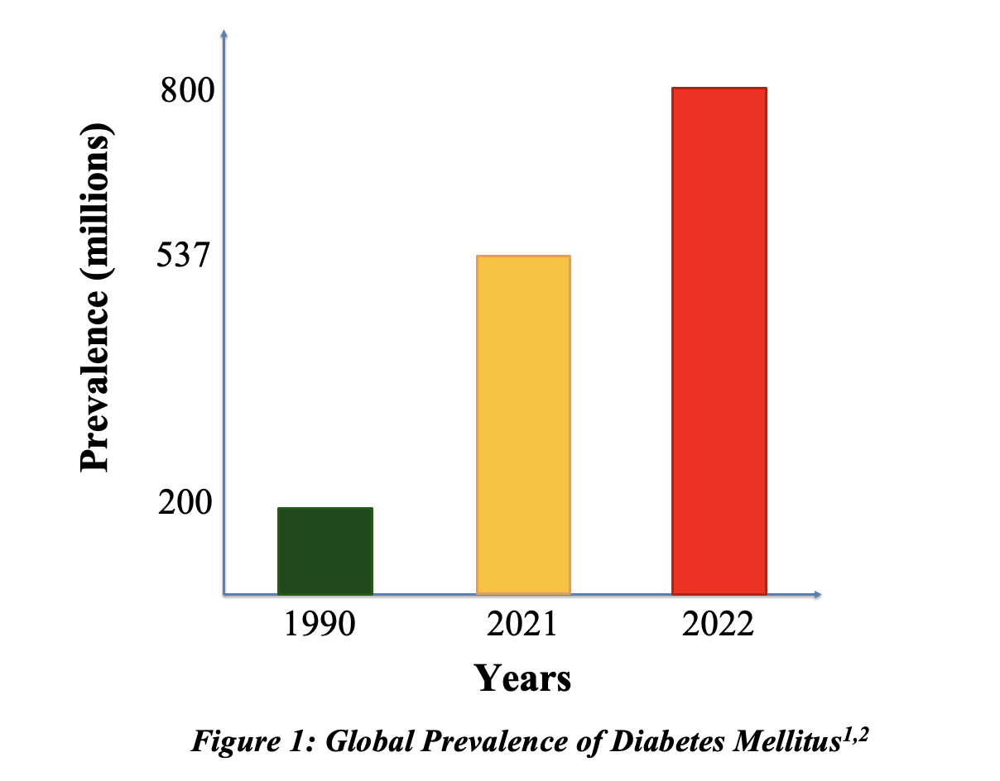 800
537
200
Prevalence (millions)
1990 2021 2022
Years
Figure 1: Global Prevalence of Diabetes Mellitus1,2